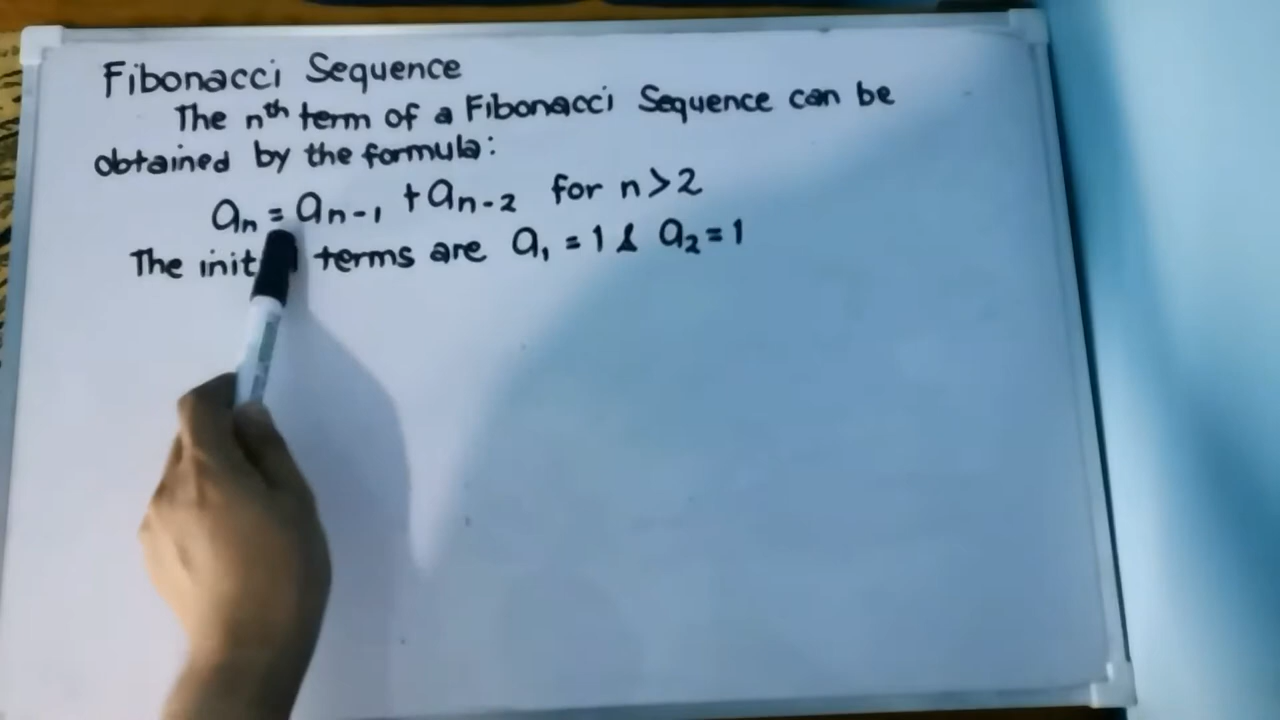 Fibonacci Sequence
The nᵗʰ term of a Fibonacci Sequence can be
obtained by the formula:
aₙ = aₙ₋₁ + aₙ₋₂ for n > 2
The terms are a₁ = 1 & a₂ = 1